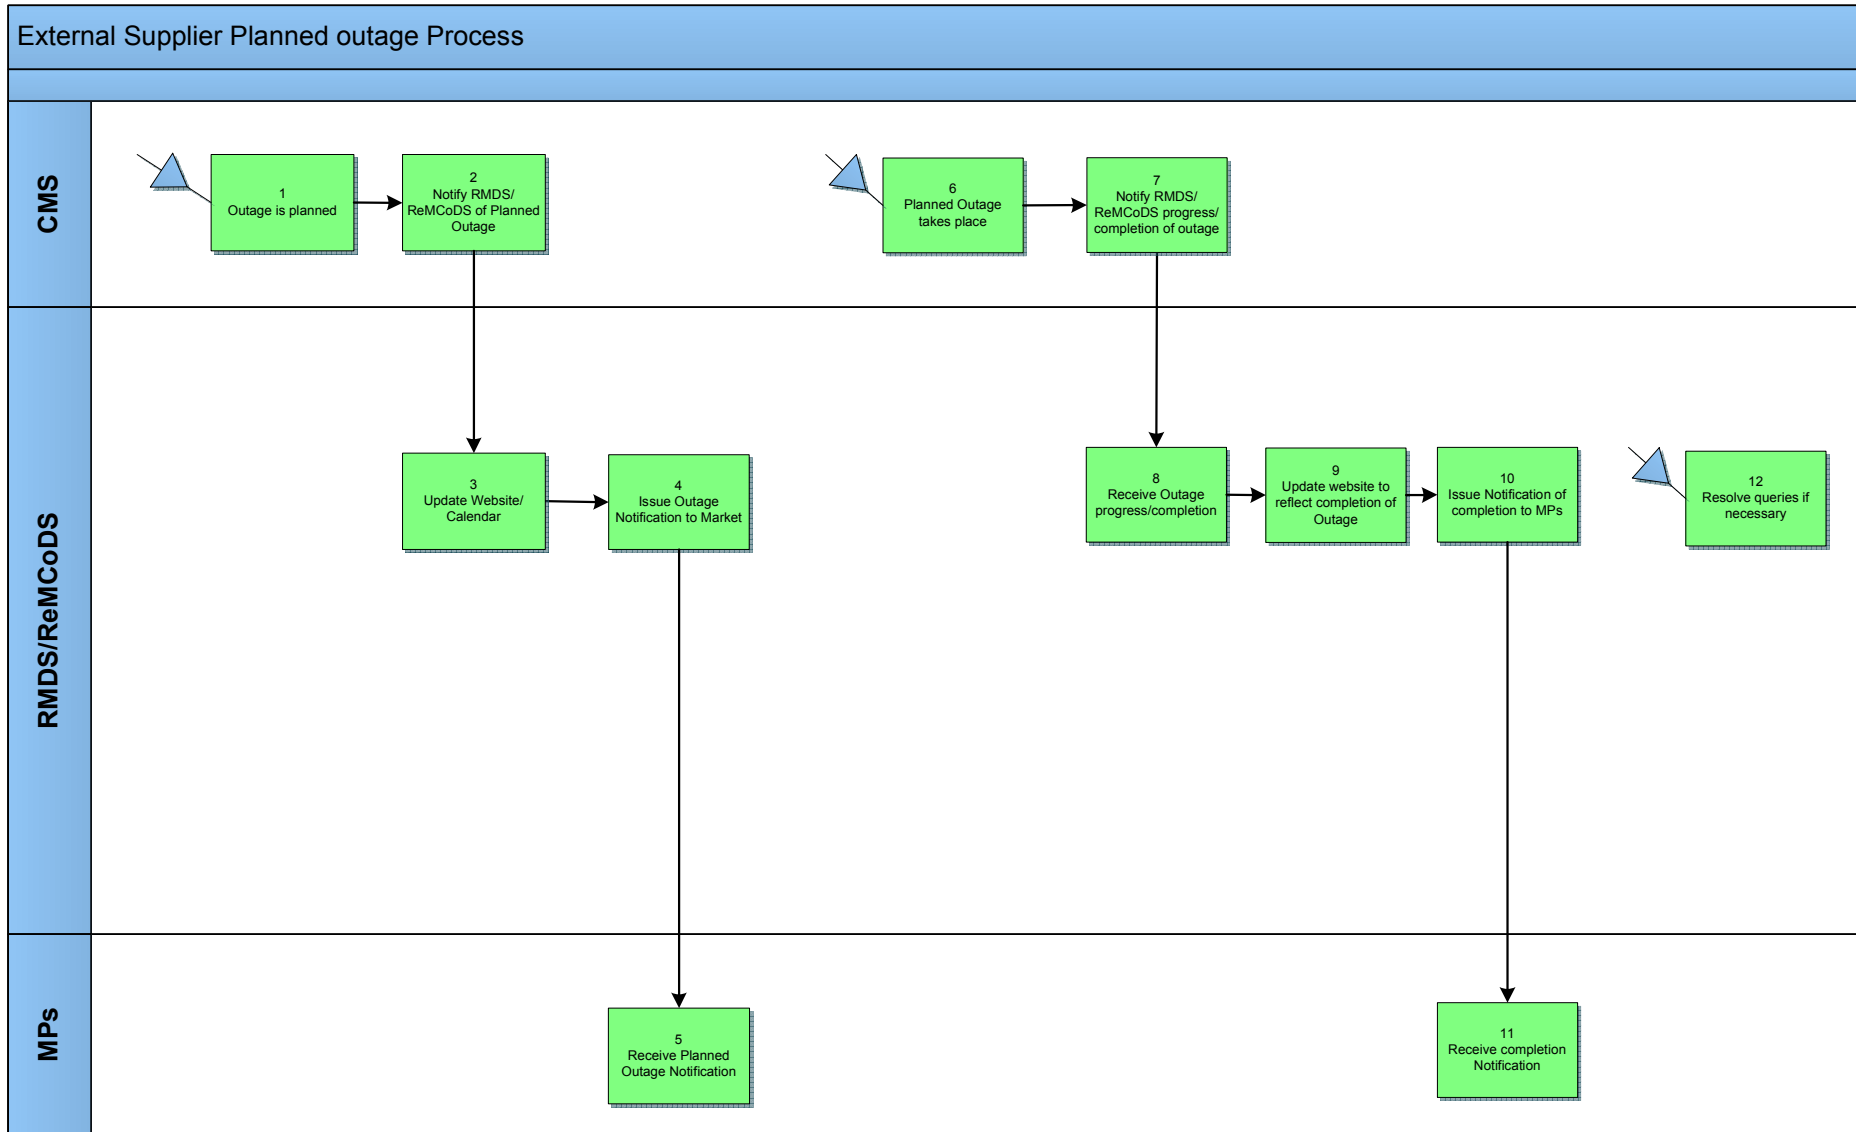 External Supplier Planned outage Process
CMS
1
Outage is planned
2
Notify RMDS/
ReMCoDS of Planned
Outage
6
Planned Outage
takes place
7
Notify RMDS/
ReMCoDS progress/
completion of outage
RMDS/ReMCoDS
3
Update Website/
Calendar
4
Issue Outage
Notification to Market
8
Receive Outage
progress/completion
9
Update website to
reflect completion of
Outage
10
Issue Notification of
completion to MPs
12
Resolve queries if
necessary
MPs
5
Receive Planned
Outage Notification
11
Receive completion
Notification